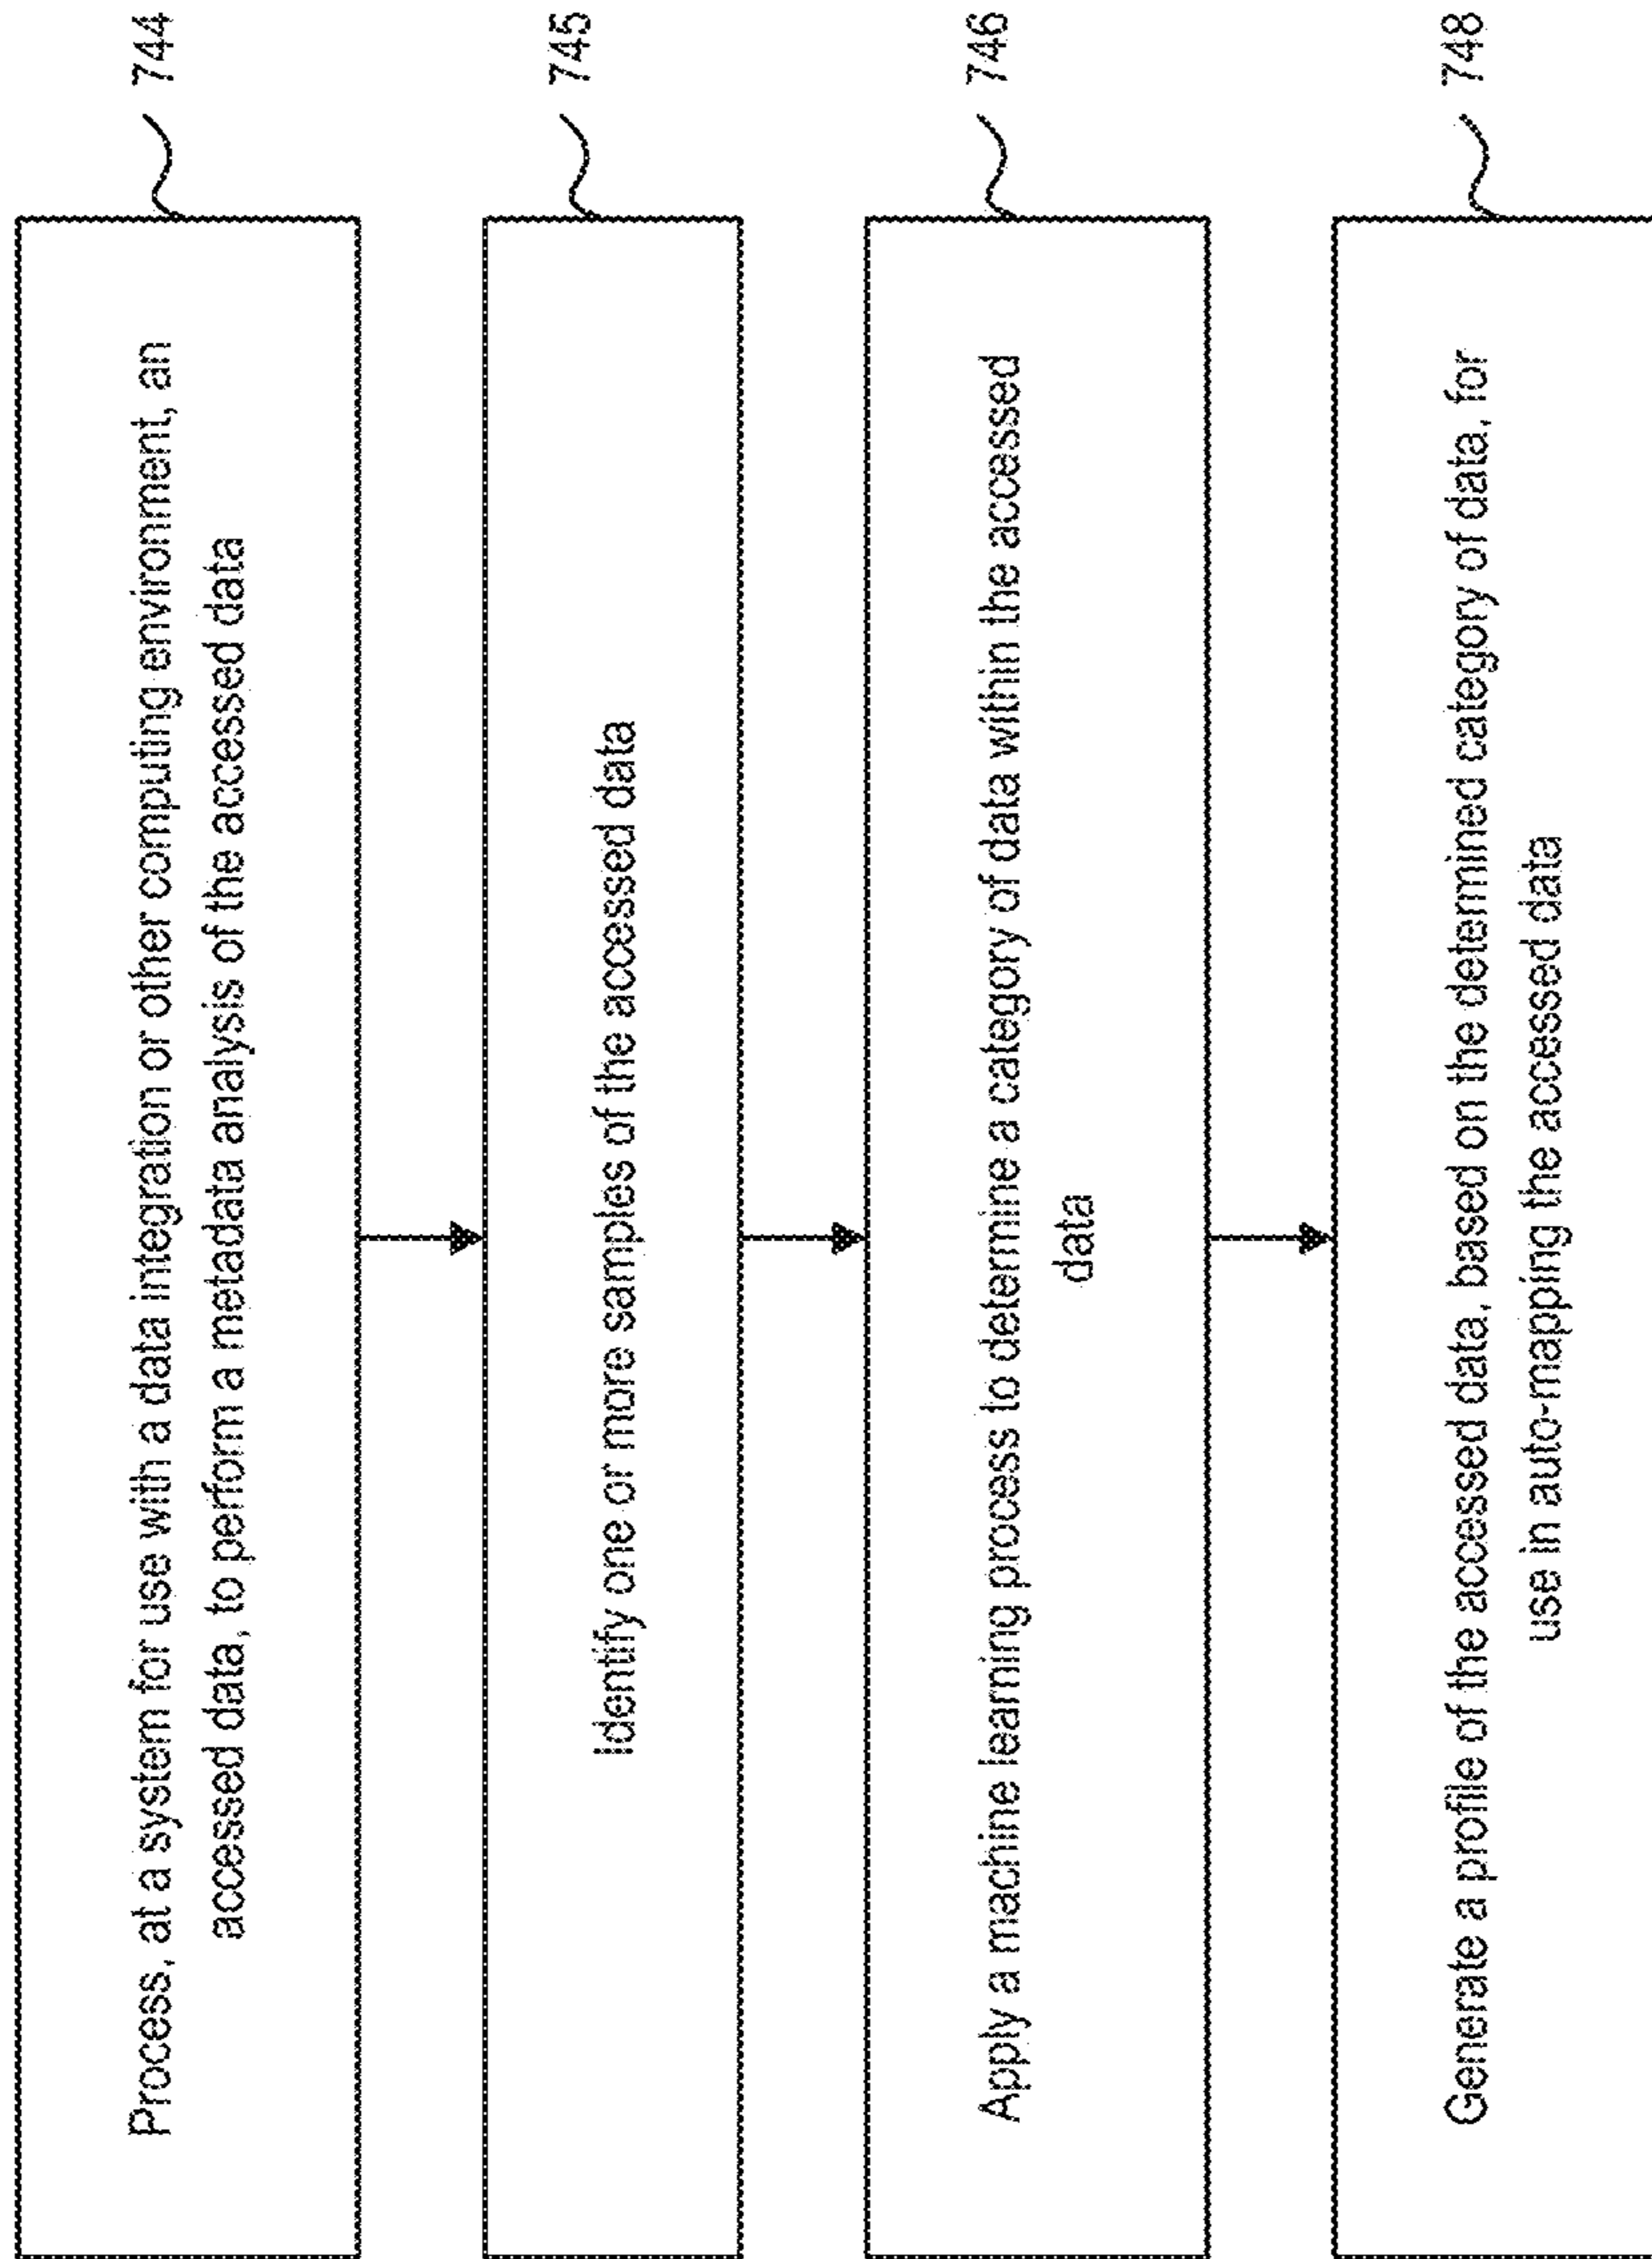 Process, at a system for use with a data integration or other computing environment, an
accessed data, to perform a metadata analysis of the accessed data
744
Identify one or more samples of the accessed data
745
Apply a machine learning process to determine a category of data within the accessed
data
746
Generate a profile of the accessed data, based on the determined category of data, for
use in auto-mapping the accessed data
748